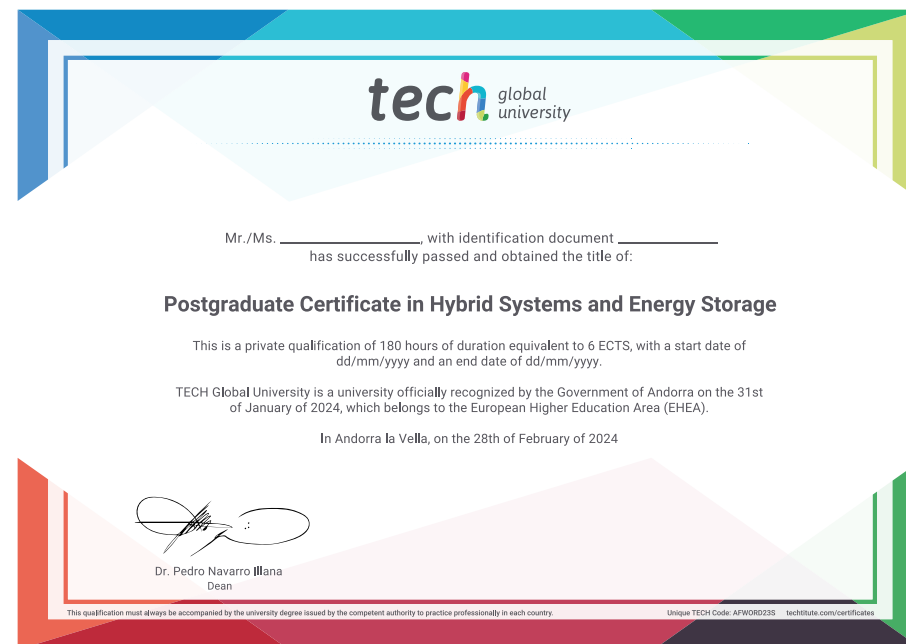 tech global
university
Mr./Ms. ____________, with identification document ____________
has successfully passed and obtained the title of:
Postgraduate Certificate in Hybrid Systems and Energy Storage
This is a private qualification of 180 hours of duration equivalent to 6 ECTS, with a start date of
dd/mm/yyyy and an end date of dd/mm/yyyy.
TECH Global University is a university officially recognized by the Government of Andorra on the 31st
of January of 2024, which belongs to the European Higher Education Area (EHEA).
In Andorra la Vella, on the 28th of February of 2024
Dr. Pedro Navarro Illana
Dean
This qualification must always be accompanied by the university degree issued by the competent authority to practice professionally in each country.
Unique TECH Code: AFWORD23S techtitute.com/certificates